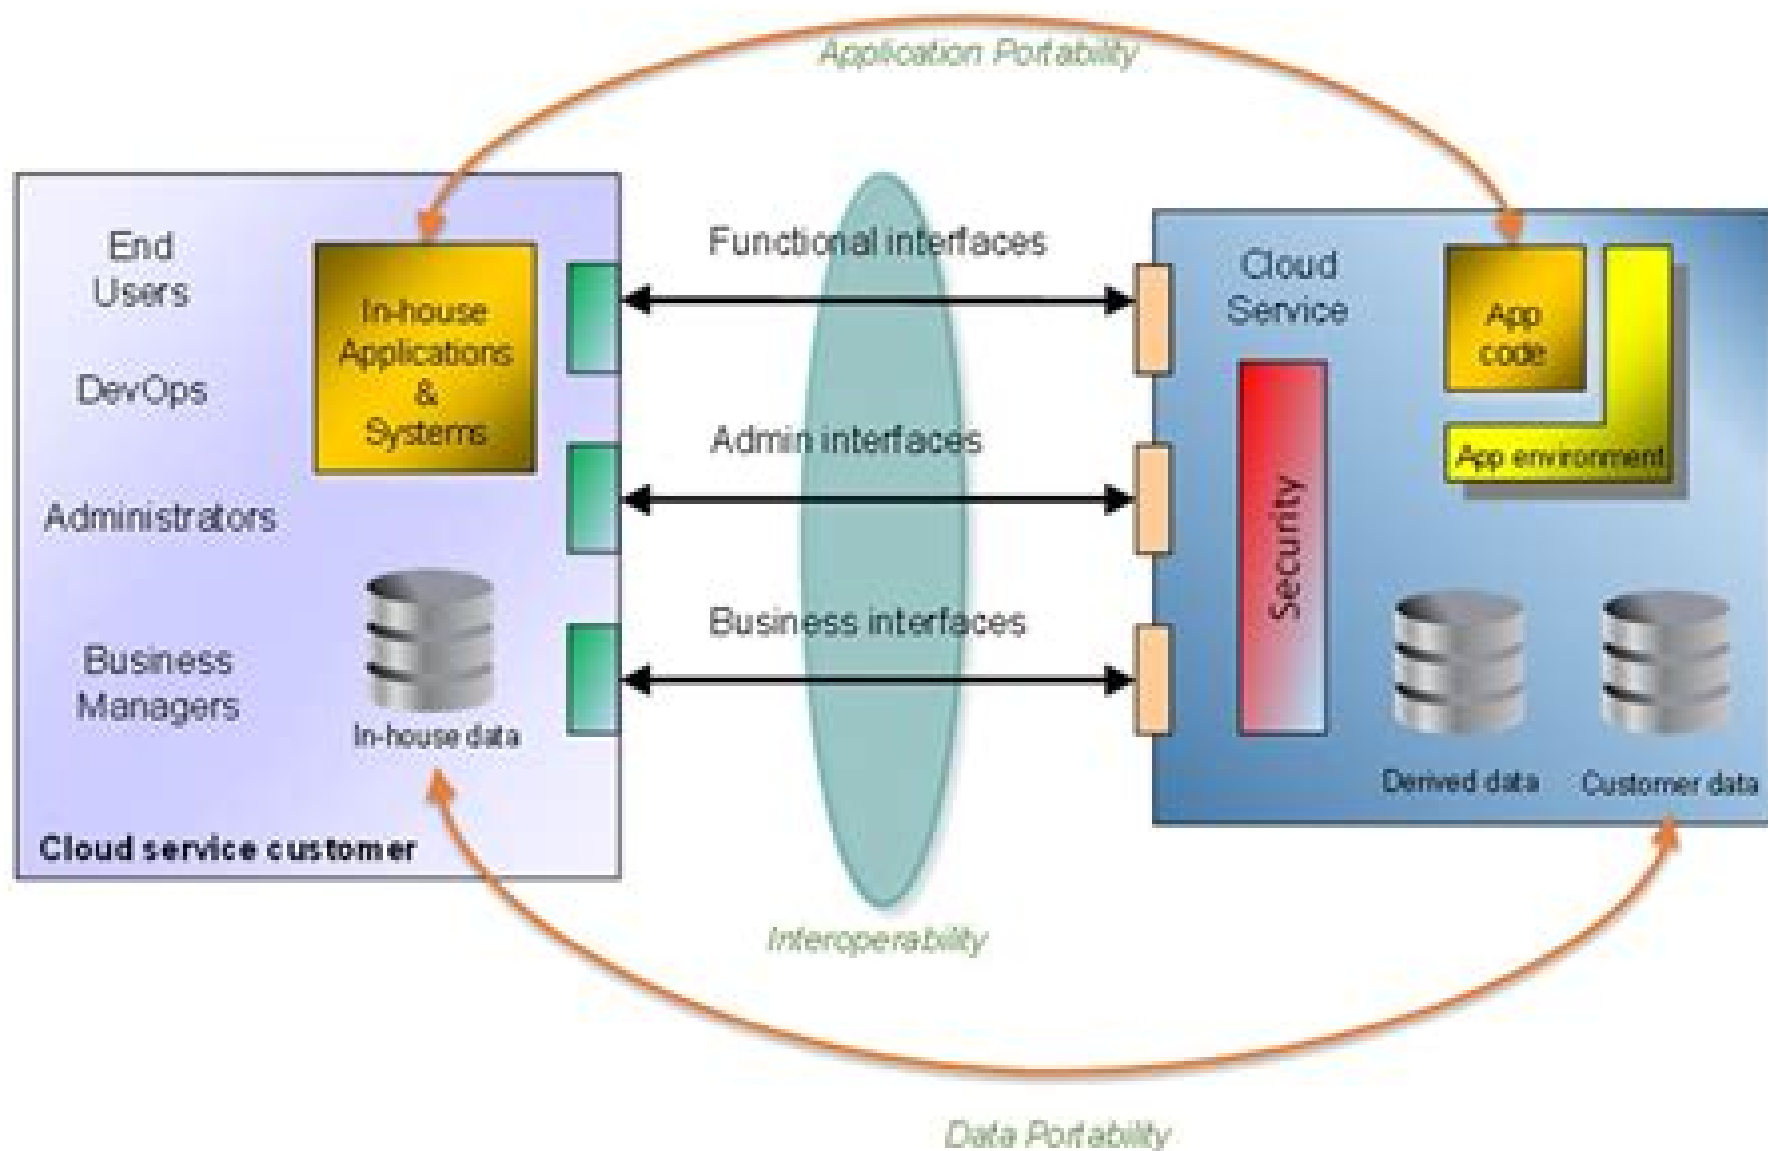 Application Portability
End
Users
DevOps
Administrators
Business
Managers
In-house
Applications
&
Systems
In-house data
Cloud service customer
Functional interfaces
Admin interfaces
Business interfaces
Interoperability
Cloud
Service
Security
App
code
App environment
Derived data
Customer data
Data Portability